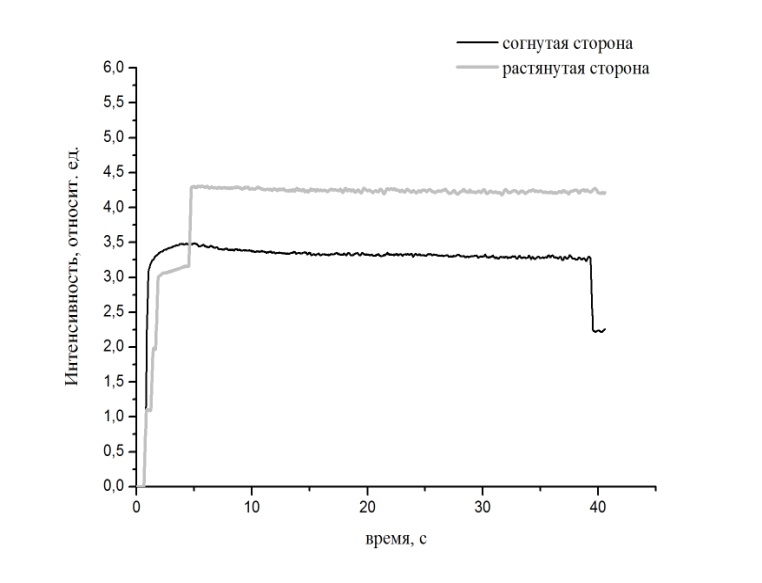 согнутая сторона
растянутая сторона
6,0
5,5
5,0
4,5
4,0
3,5
3,0
2,5
2,0
1,5
1,0
0,5
0,0
Интенсивность, относит. ед.
0 10 20 30 40
время, с